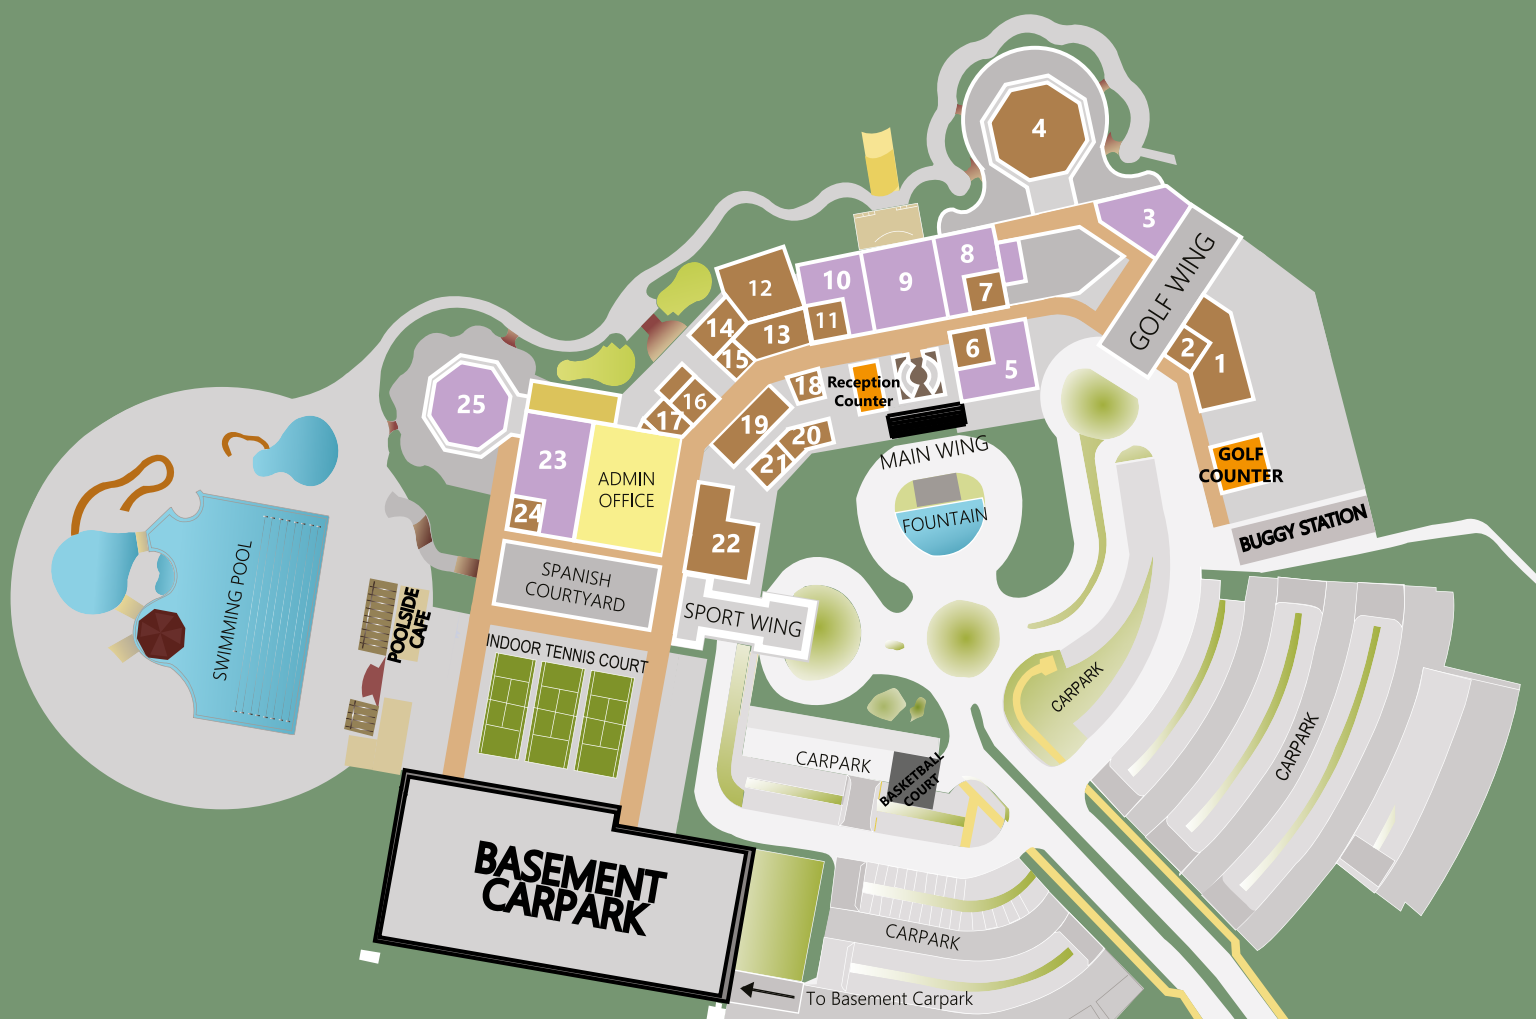 4
3
GOLF WING
8
10
9
7
12
11
14
13
15
2
1
6
5
18
Reception
Counter
16
17
25
19
20
21
MAIN WING
23
ADMIN
OFFICE
24
GOLF
COUNTER
FOUNTAIN
BUGGY STATION
22
SPANISH
COURTYARD
SWIMMING POOL
POOLSIDE
CAFE
SPORT WING
INDOOR TENNIS COURT
CARPARK
CARPARK
CARPARK
BASKETBALL
COURT
BASEMENT
CARPARK
CARPARK
To Basement Carpark